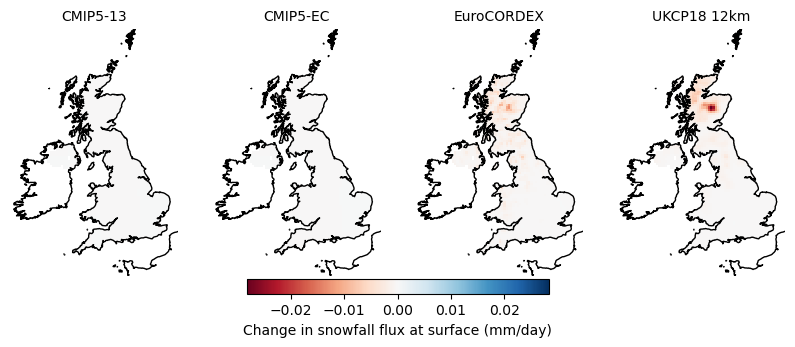 CMIP5-13 CMIP5-EC EuroCORDEX UKCP18 12km
−0.02 −0.01 0.00 0.01 0.02
Change in snowfall flux at surface (mm/day)